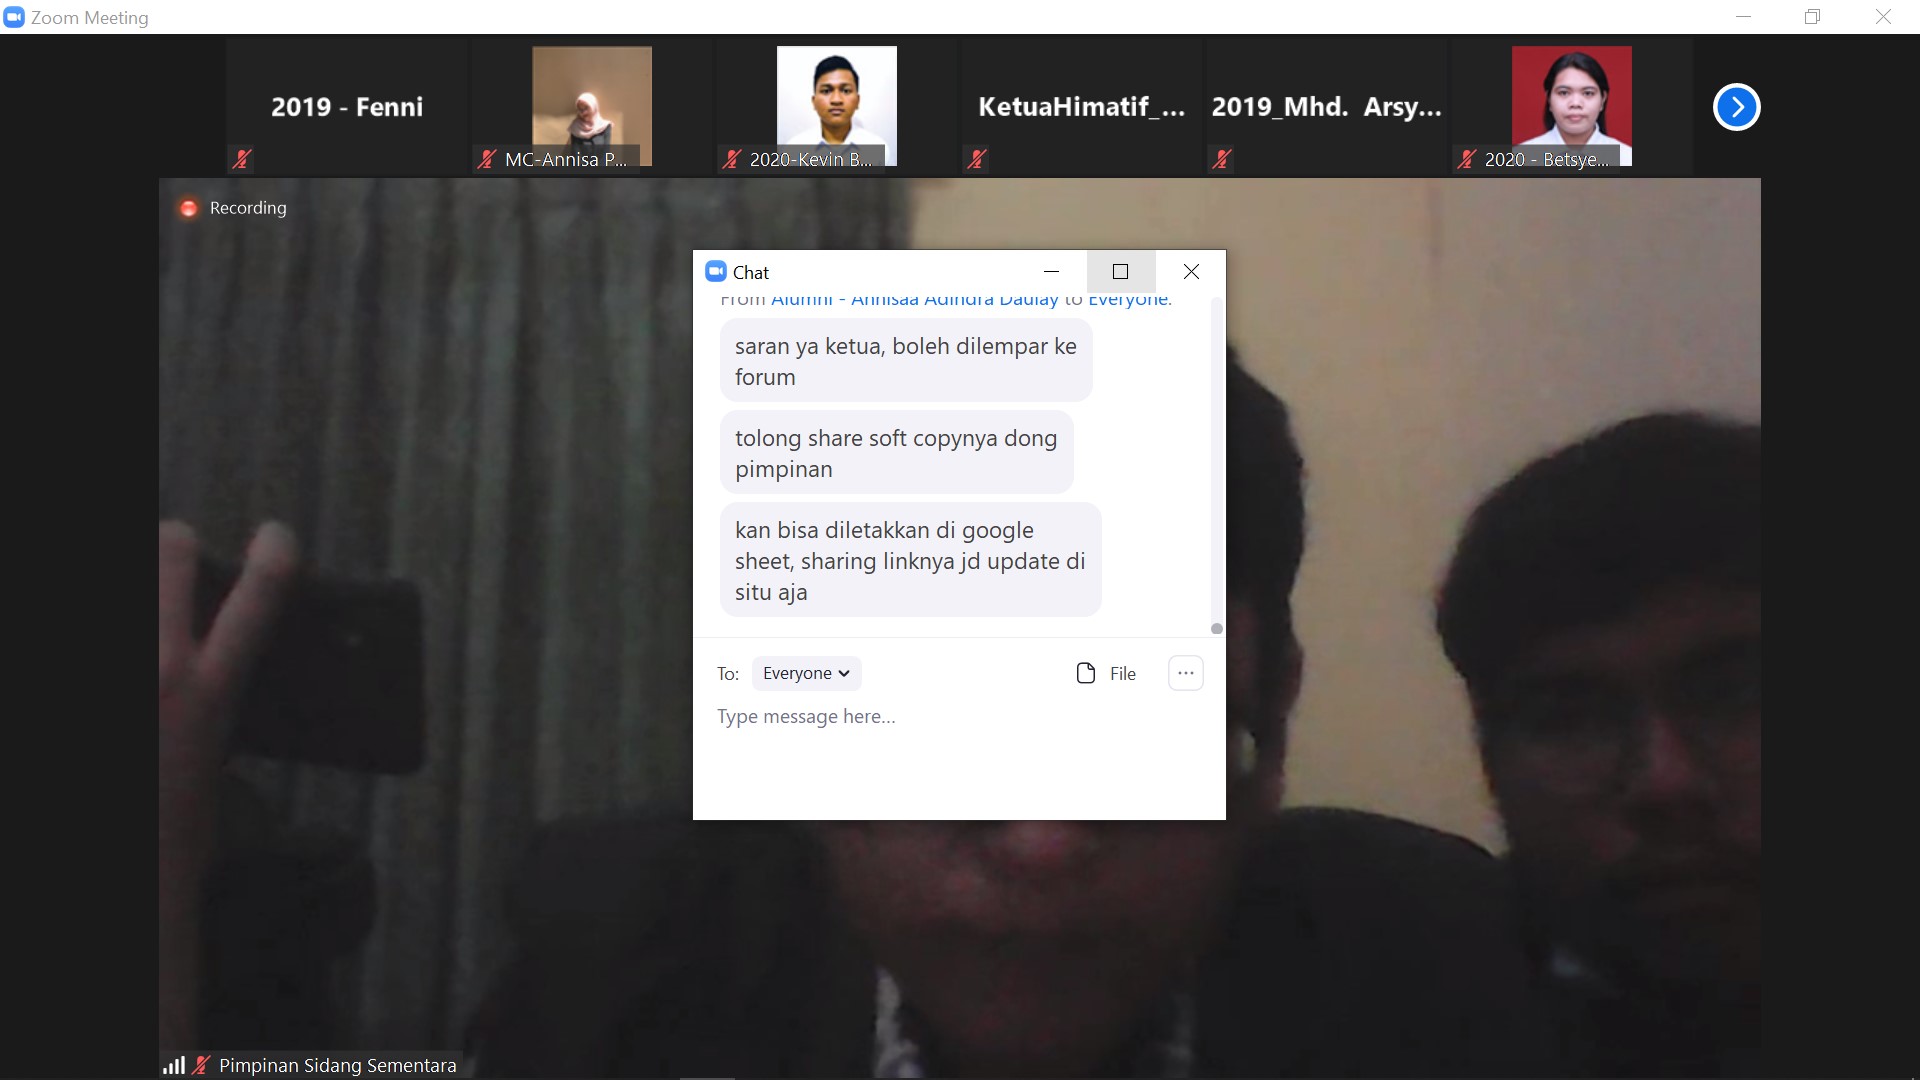 Zoom Meeting
2019 - Fenni
MC-Annisa P...
2020-Kevin B...
KetuaHimatif_...
2019_Mhd. Arsy...
2020 - Betsye...
Recording
Chat
From Alumni - Annisaa Adindra Daulay to Everyone:
saran ya ketua, boleh dilempar ke
forum
tolong share soft copynya dong
pimpinan
kan bisa diletakkan di google
sheet, sharing linknya jd update di
situ aja
To: Everyone
File
Type message here...
Pimpinan Sidang Sementara